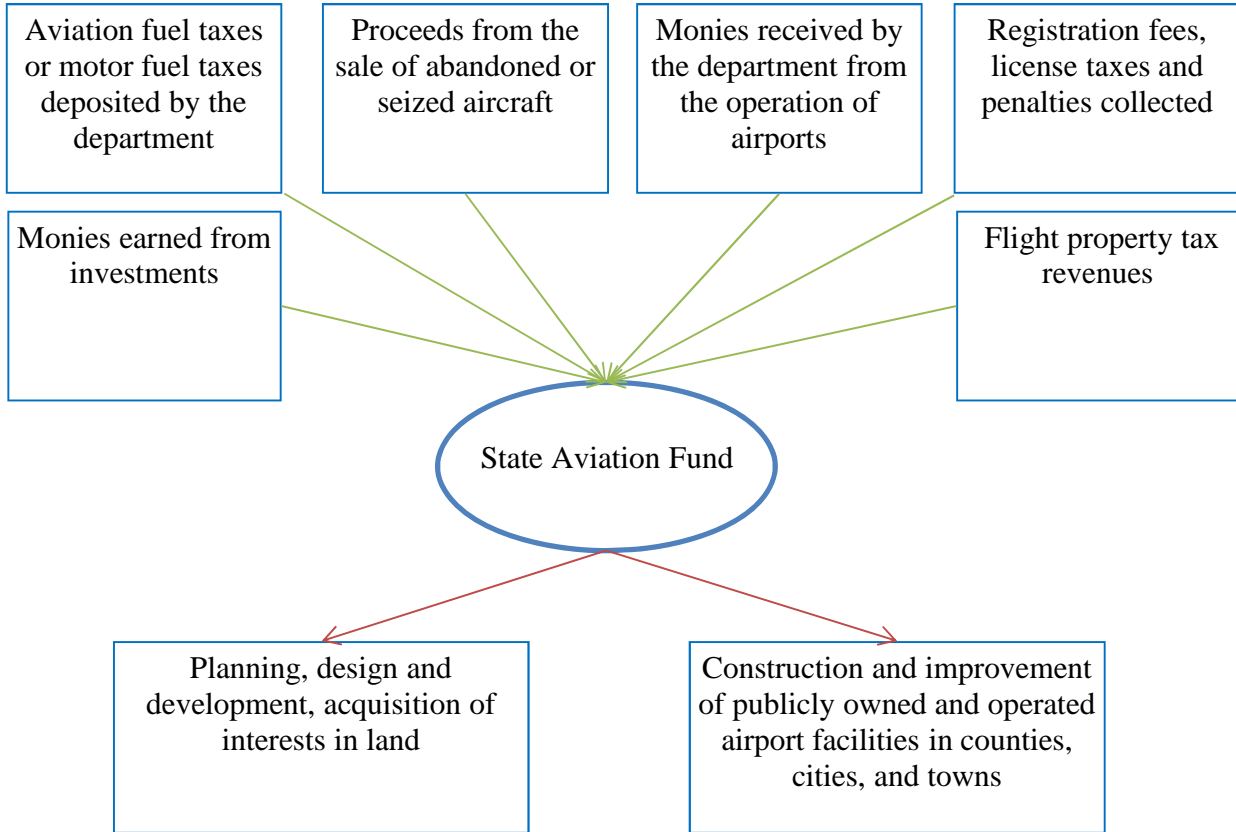 Aviation fuel taxes
or motor fuel taxes
deposited by the
department
Proceeds from the
sale of abandoned or
seized aircraft
Monies received by
the department from
the operation of
airports
Registration fees,
license taxes and
penalties collected
Monies earned from
investments
Flight property tax
revenues
State Aviation Fund
Planning, design and
development, acquisition of
interests in land
Construction and improvement
of publicly owned and operated
airport facilities in counties,
cities, and towns